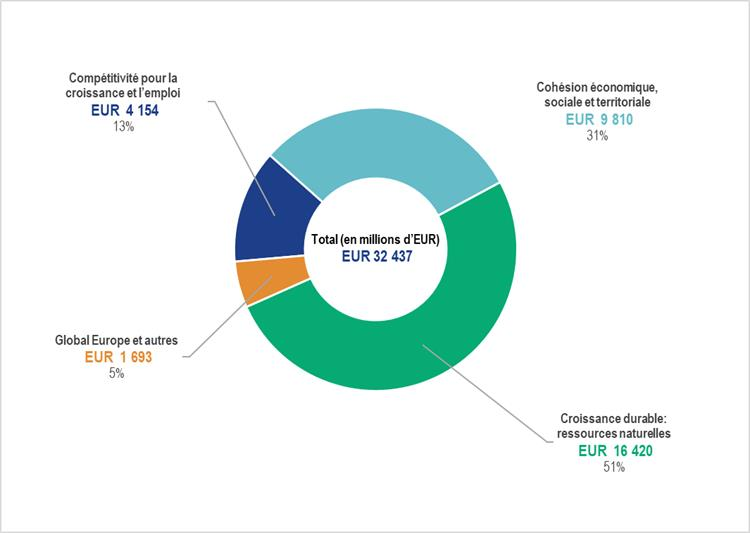 Compétitivité pour la
croissance et l'emploi
EUR 4 154
13%
Cohésion économique,
sociale et territoriale
EUR 9 810
31%
Total (en millions d'EUR)
EUR 32 437
Global Europe et autres
EUR 1 693
5%
Croissance durable:
ressources naturelles
EUR 16 420
51%